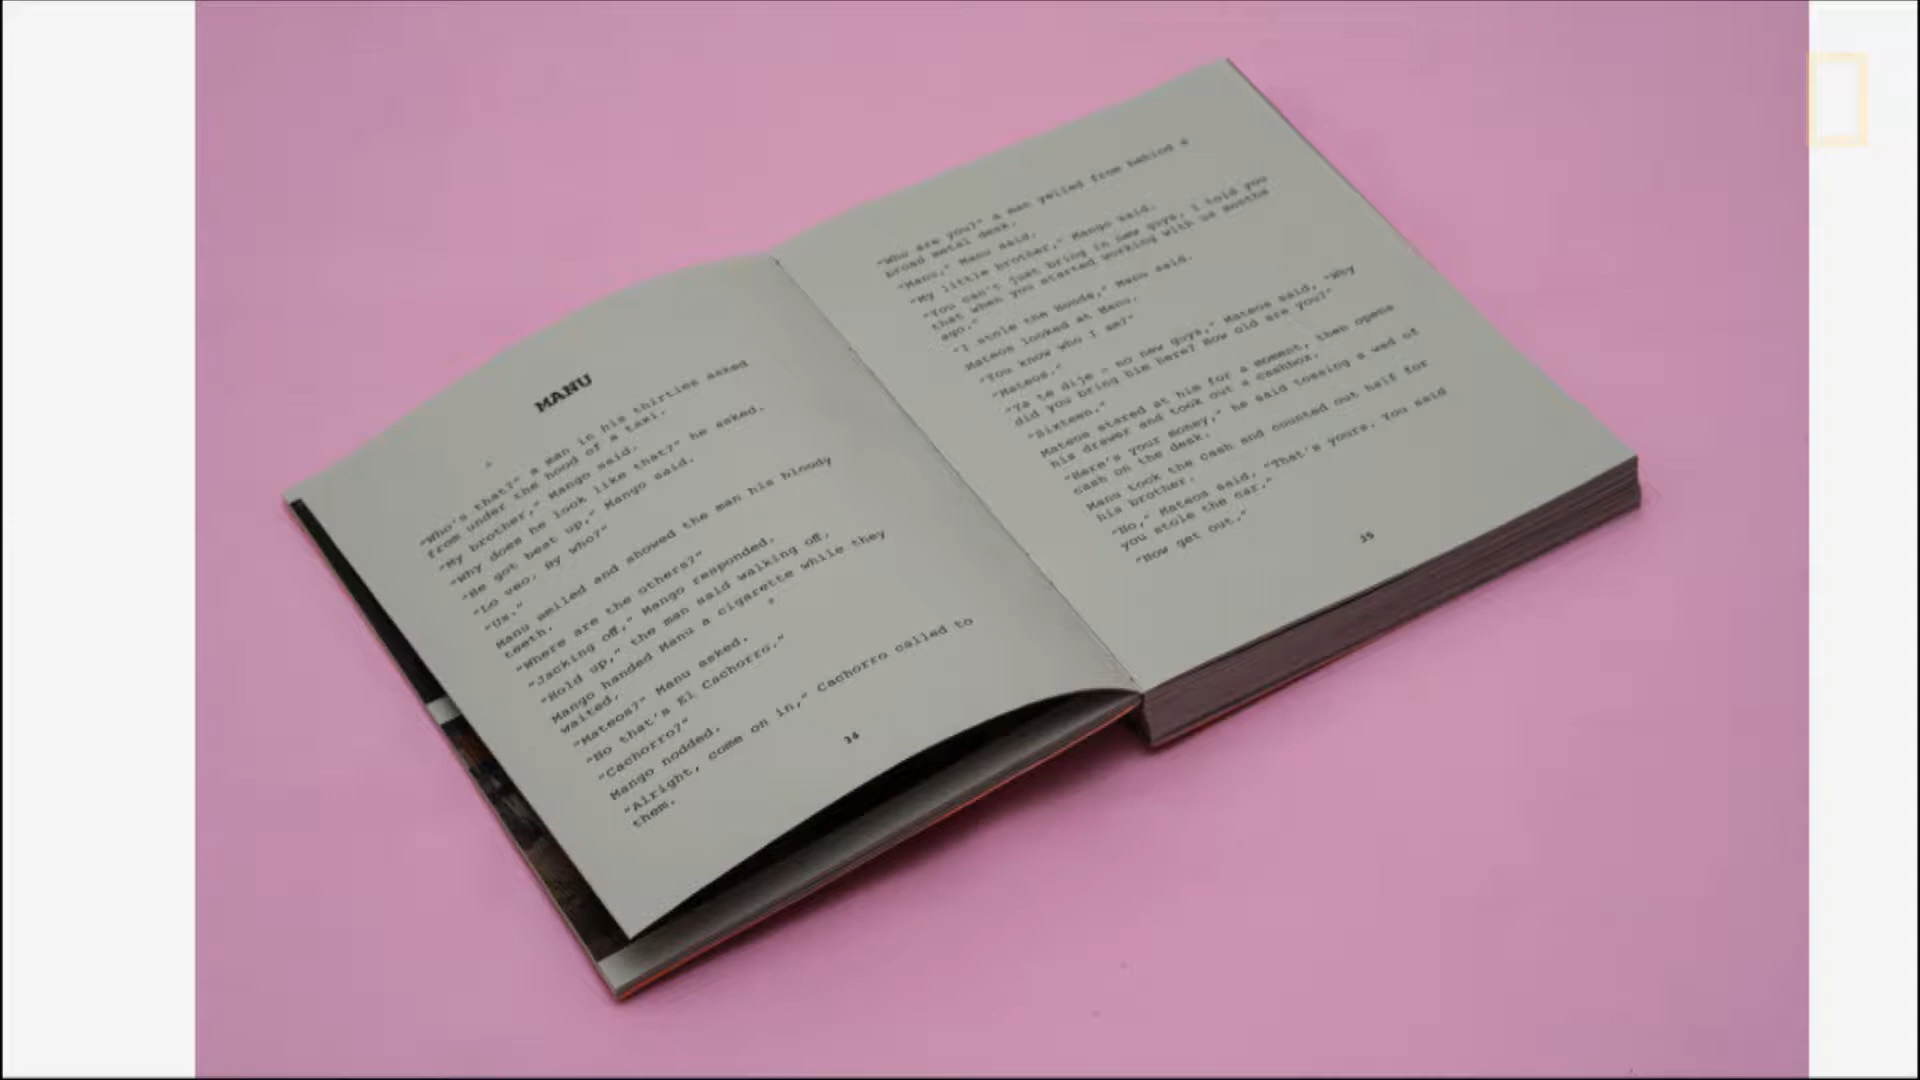 MANU
“Who’s that?” a man in his thirties asked
from under the hood of a taxi.
“My brother,” Mango said.
“Why does he look like that?” he asked.
“He got beat up,” Mango said.
“Lo veo. By who?”
“Us.”
Manu smiled and showed the man his bloody
teeth.
“Where are the others?”
“Jacking off,” Mango responded.
“Hold up,” the man said walking off.
Mango handed Manu a cigarette while they
waited.
“Mateos?” Manu asked.
“No that’s El Cachorro.”
“Cachorro?”
Mango nodded.
“Alright, come on in,” Cachorro called to
them.
34
“Who are you?” a man yelled from behind a
broad metal desk.
“Manu,” Manu said.
“My little brother,” Mango said.
“You can’t just bring in new guys, I told you
that when you started working with us months
ago.”
“I stole the Honda,” Manu said.
Mateos looked at Manu.
“You know who I am?”
“Mateos.”
“Ya te dije – no new guys,” Mateos said, “Why
did you bring him here? How old are you?”
“Sixteen.”
Mateos stared at him for a moment, then opens
his drawer and took out a cashbox.
“Here’s your money,” he said tossing a wad of
cash on the desk.
Manu took the cash and counted out half for
his brother.
“No,” Mateos said, “That’s yours. You said
you stole the car.”
“Now get out.”
35